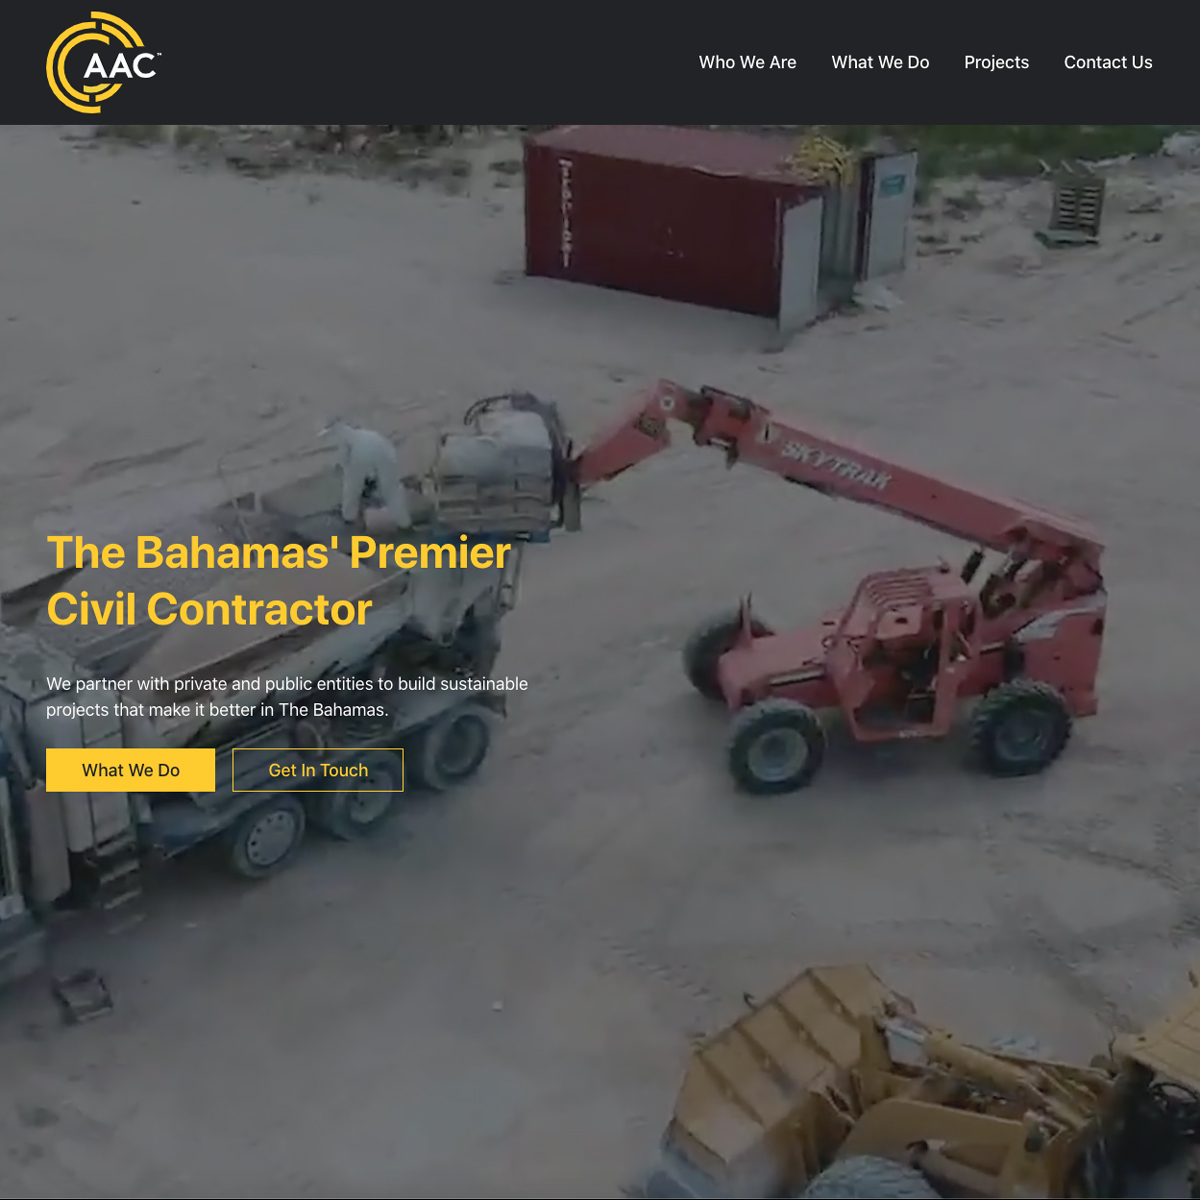 AAC™
Who We Are
What We Do
Projects
Contact Us
SKYTRAK
The Bahamas' Premier
Civil Contractor
We partner with private and public entities to build sustainable
projects that make it better in The Bahamas.
What We Do
Get In Touch